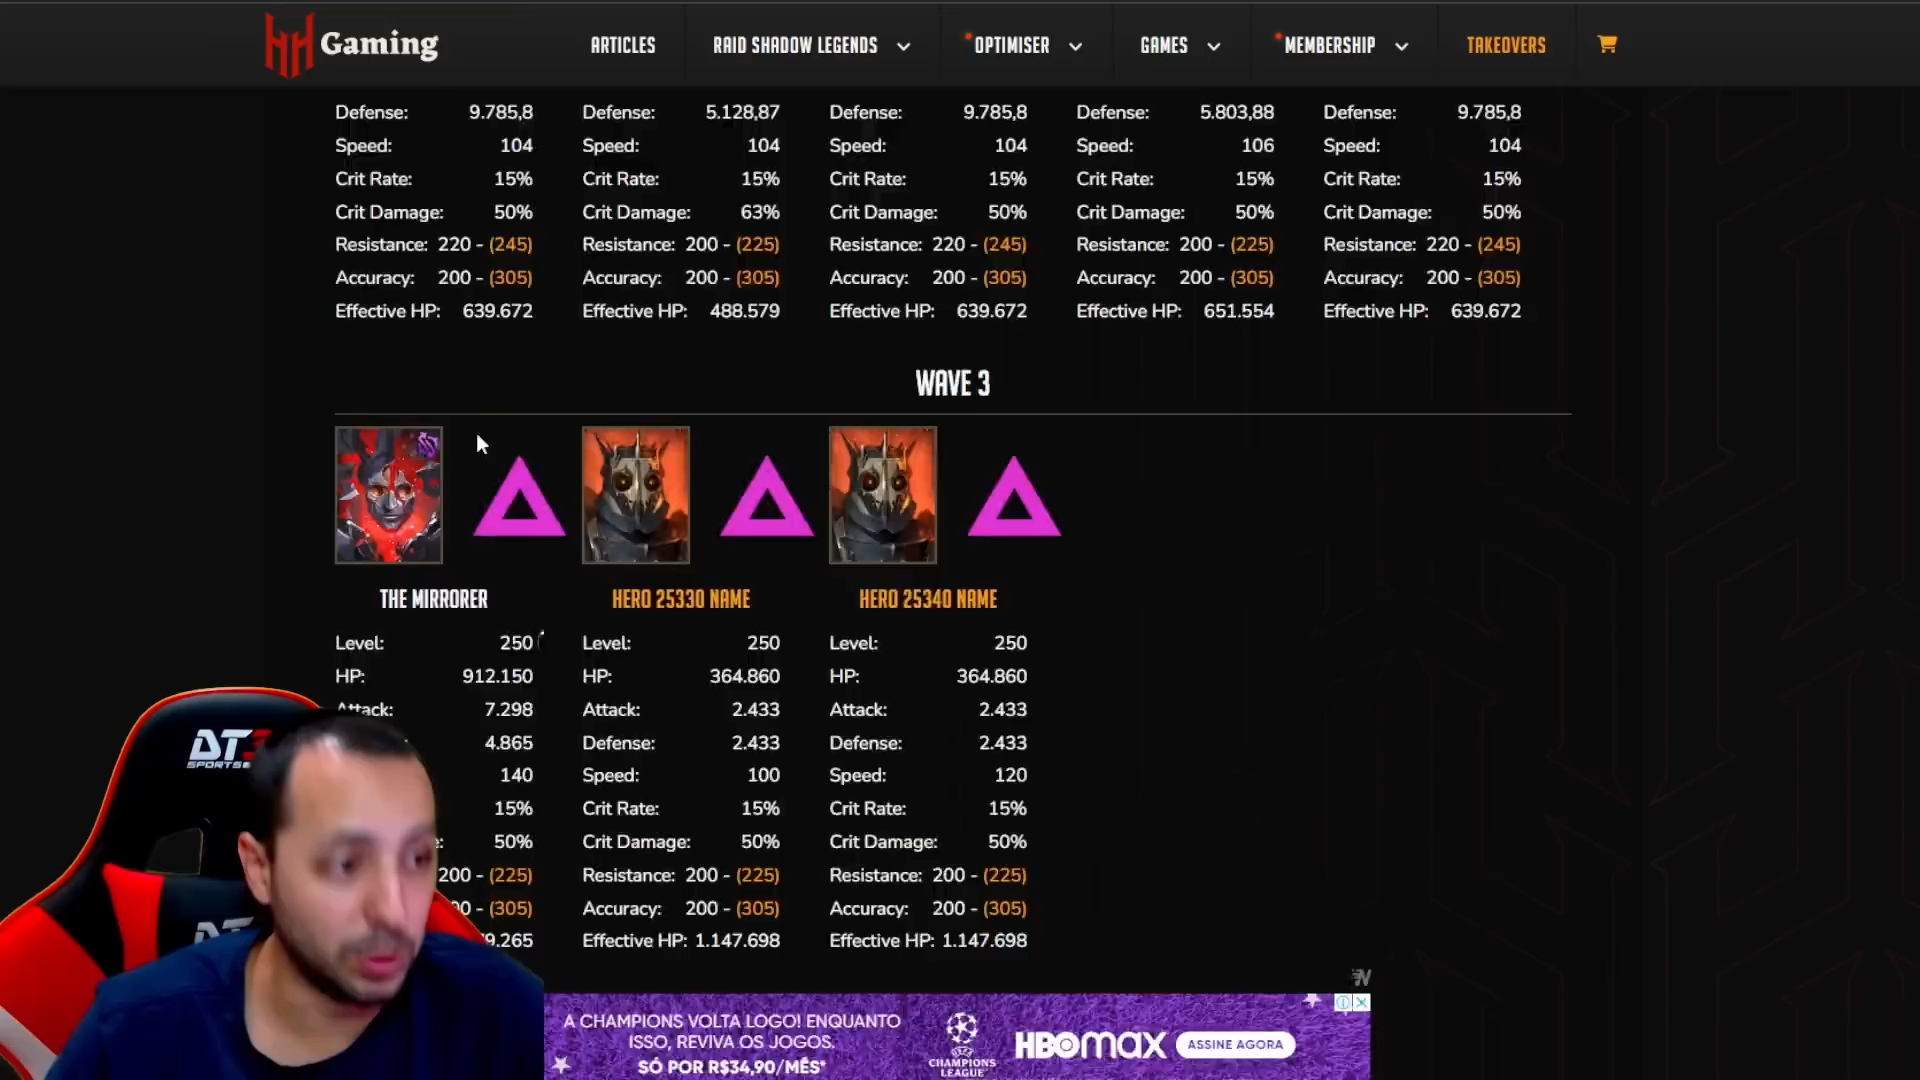 HH Gaming
ARTICLES RAID SHADOW LEGENDS OPTIMISER GAMES MEMBERSHIP TAKEOVERS
Defense: 9.785,8 Defense: 5.128,87 Defense: 9.785,8 Defense: 5.803,88 Defense: 9.785,8
Speed: 104 Speed: 104 Speed: 104 Speed: 106 Speed: 104
Crit Rate: 15% Crit Rate: 15% Crit Rate: 15% Crit Rate: 15% Crit Rate: 15%
Crit Damage: 50% Crit Damage: 63% Crit Damage: 50% Crit Damage: 50% Crit Damage: 50%
Resistance: 220 - (245) Resistance: 200 - (225) Resistance: 220 - (245) Resistance: 200 - (225) Resistance: 220 - (245)
Accuracy: 200 - (305) Accuracy: 200 - (305) Accuracy: 200 - (305) Accuracy: 200 - (305) Accuracy: 200 - (305)
Effective HP: 639.672 Effective HP: 488.579 Effective HP: 639.672 Effective HP: 651.554 Effective HP: 639.672
WAVE 3
THE MIRRORER HERO 25330 NAME HERO 25340 NAME
Level: 250 Level: 250 Level: 250
HP: 912.150 HP: 364.860 HP: 364.860
Attack: 7.298 Attack: 2.433 Attack: 2.433
4.865 Defense: 2.433 Defense: 2.433
140 Speed: 100 Speed: 120
15% Crit Rate: 15% Crit Rate: 15%
e: 50% Crit Damage: 50% Crit Damage: 50%
200 - (225) Resistance: 200 - (225) Resistance: 200 - (225)
00 - (305) Accuracy: 200 - (305) Accuracy: 200 - (305)
9.265 Effective HP: 1.147.698 Effective HP: 1.147.698
DT3
SPORTS
A CHAMPIONS VOLTA LOGO! ENQUANTO
ISSO, REVIVA OS JOGOS.
SÓ POR R$34,90/MÊS*
CHAMPIONS
LEAGUE
HBOmax
ASSINE AGORA